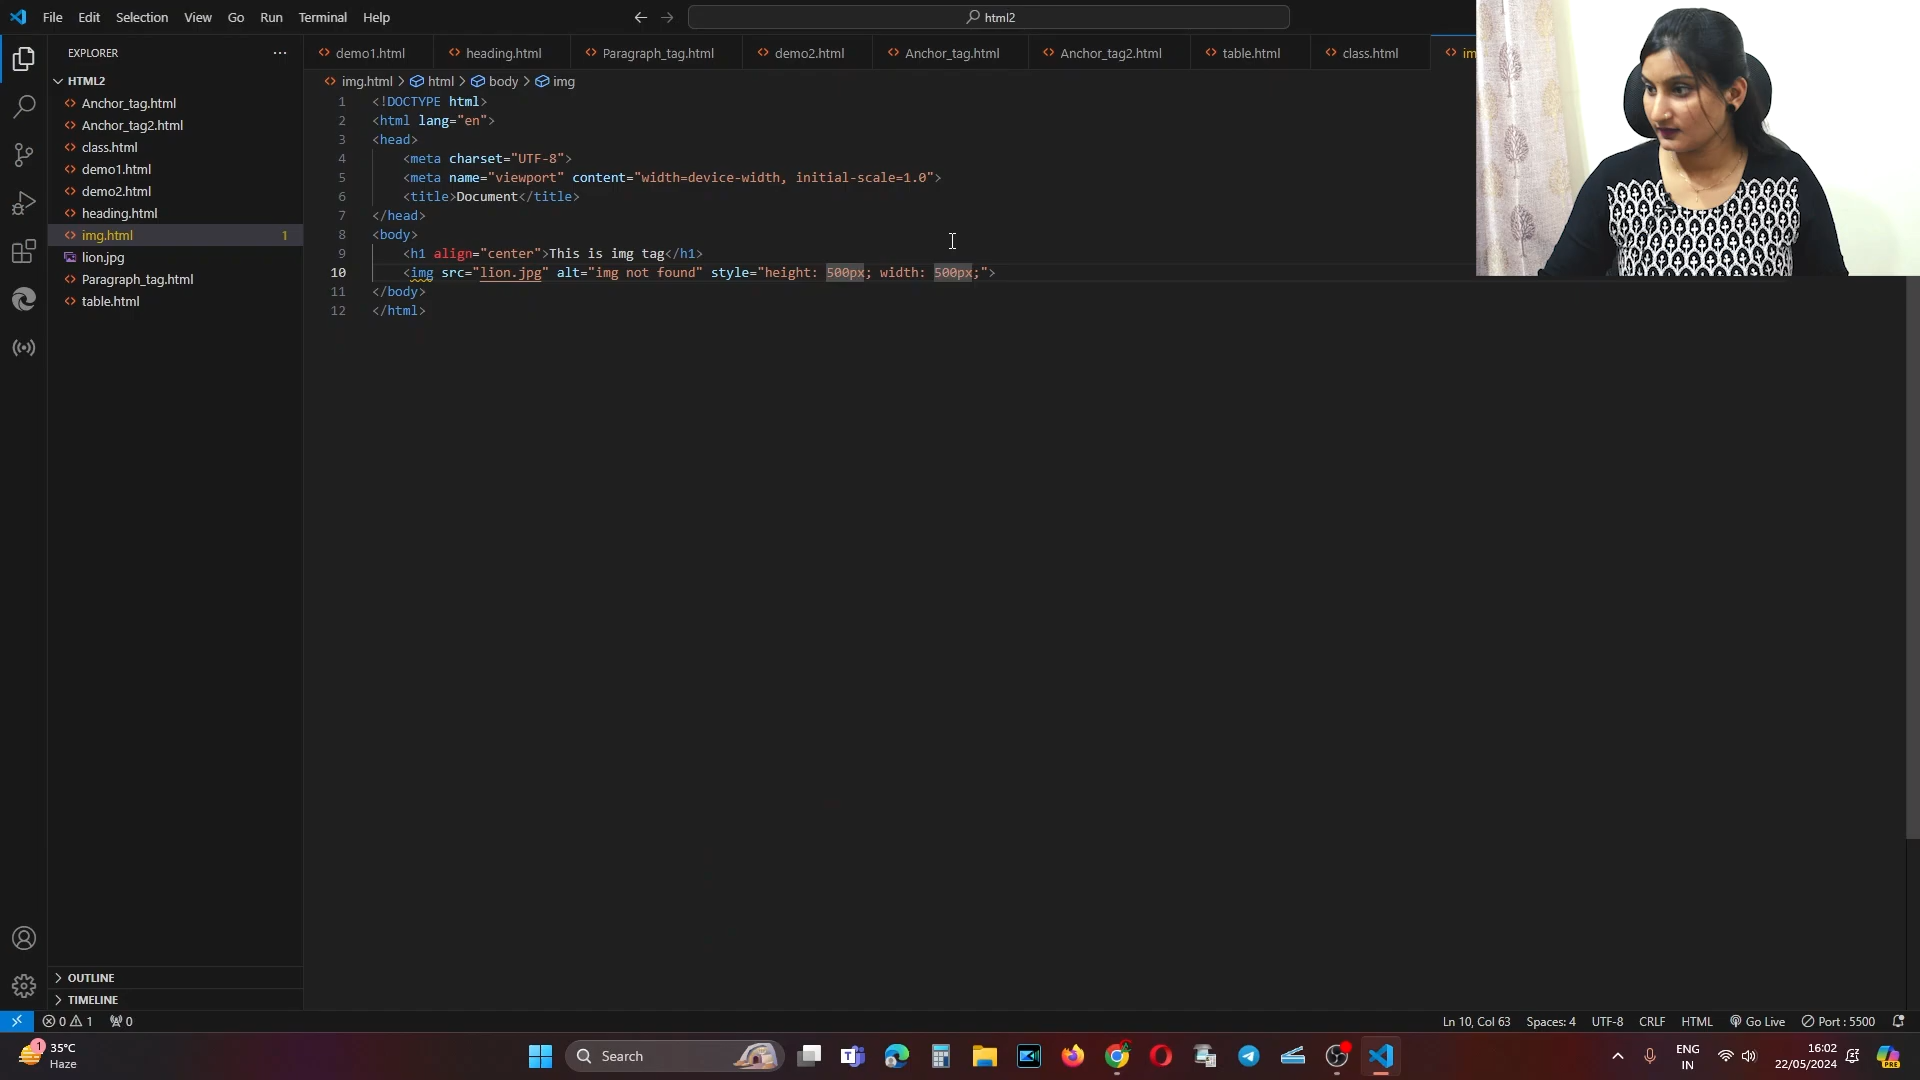 File Edit Selection View Go Run Terminal Help
html2
EXPLORER
demo1.html
heading.html
Paragraph_tag.html
demo2.html
Anchor_tag.html
Anchor_tag2.html
table.html
class.html
im
HTML2
Anchor_tag.html
Anchor_tag2.html
class.html
demo1.html
demo2.html
heading.html
img.html 1
lion.jpg
Paragraph_tag.html
table.html
OUTLINE
TIMELINE
img.html > html > body > img
1 <!DOCTYPE html>
2 <html lang="en">
3 <head>
4 <meta charset="UTF-8">
5 <meta name="viewport" content="width=device-width, initial-scale=1.0">
6 <title>Document</title>
7 </head>
8 <body>
9 <h1 align="center">This is img tag</h1>
10 <img src="lion.jpg" alt="img not found" style="height: 500px; width: 500px;">
11 </body>
12 </html>
0 1 0
Ln 10, Col 63 Spaces: 4 UTF-8 CRLF HTML Go Live Port : 5500
1
35°C
Haze
Search
ENG
IN
16:02
22/05/2024
PRE